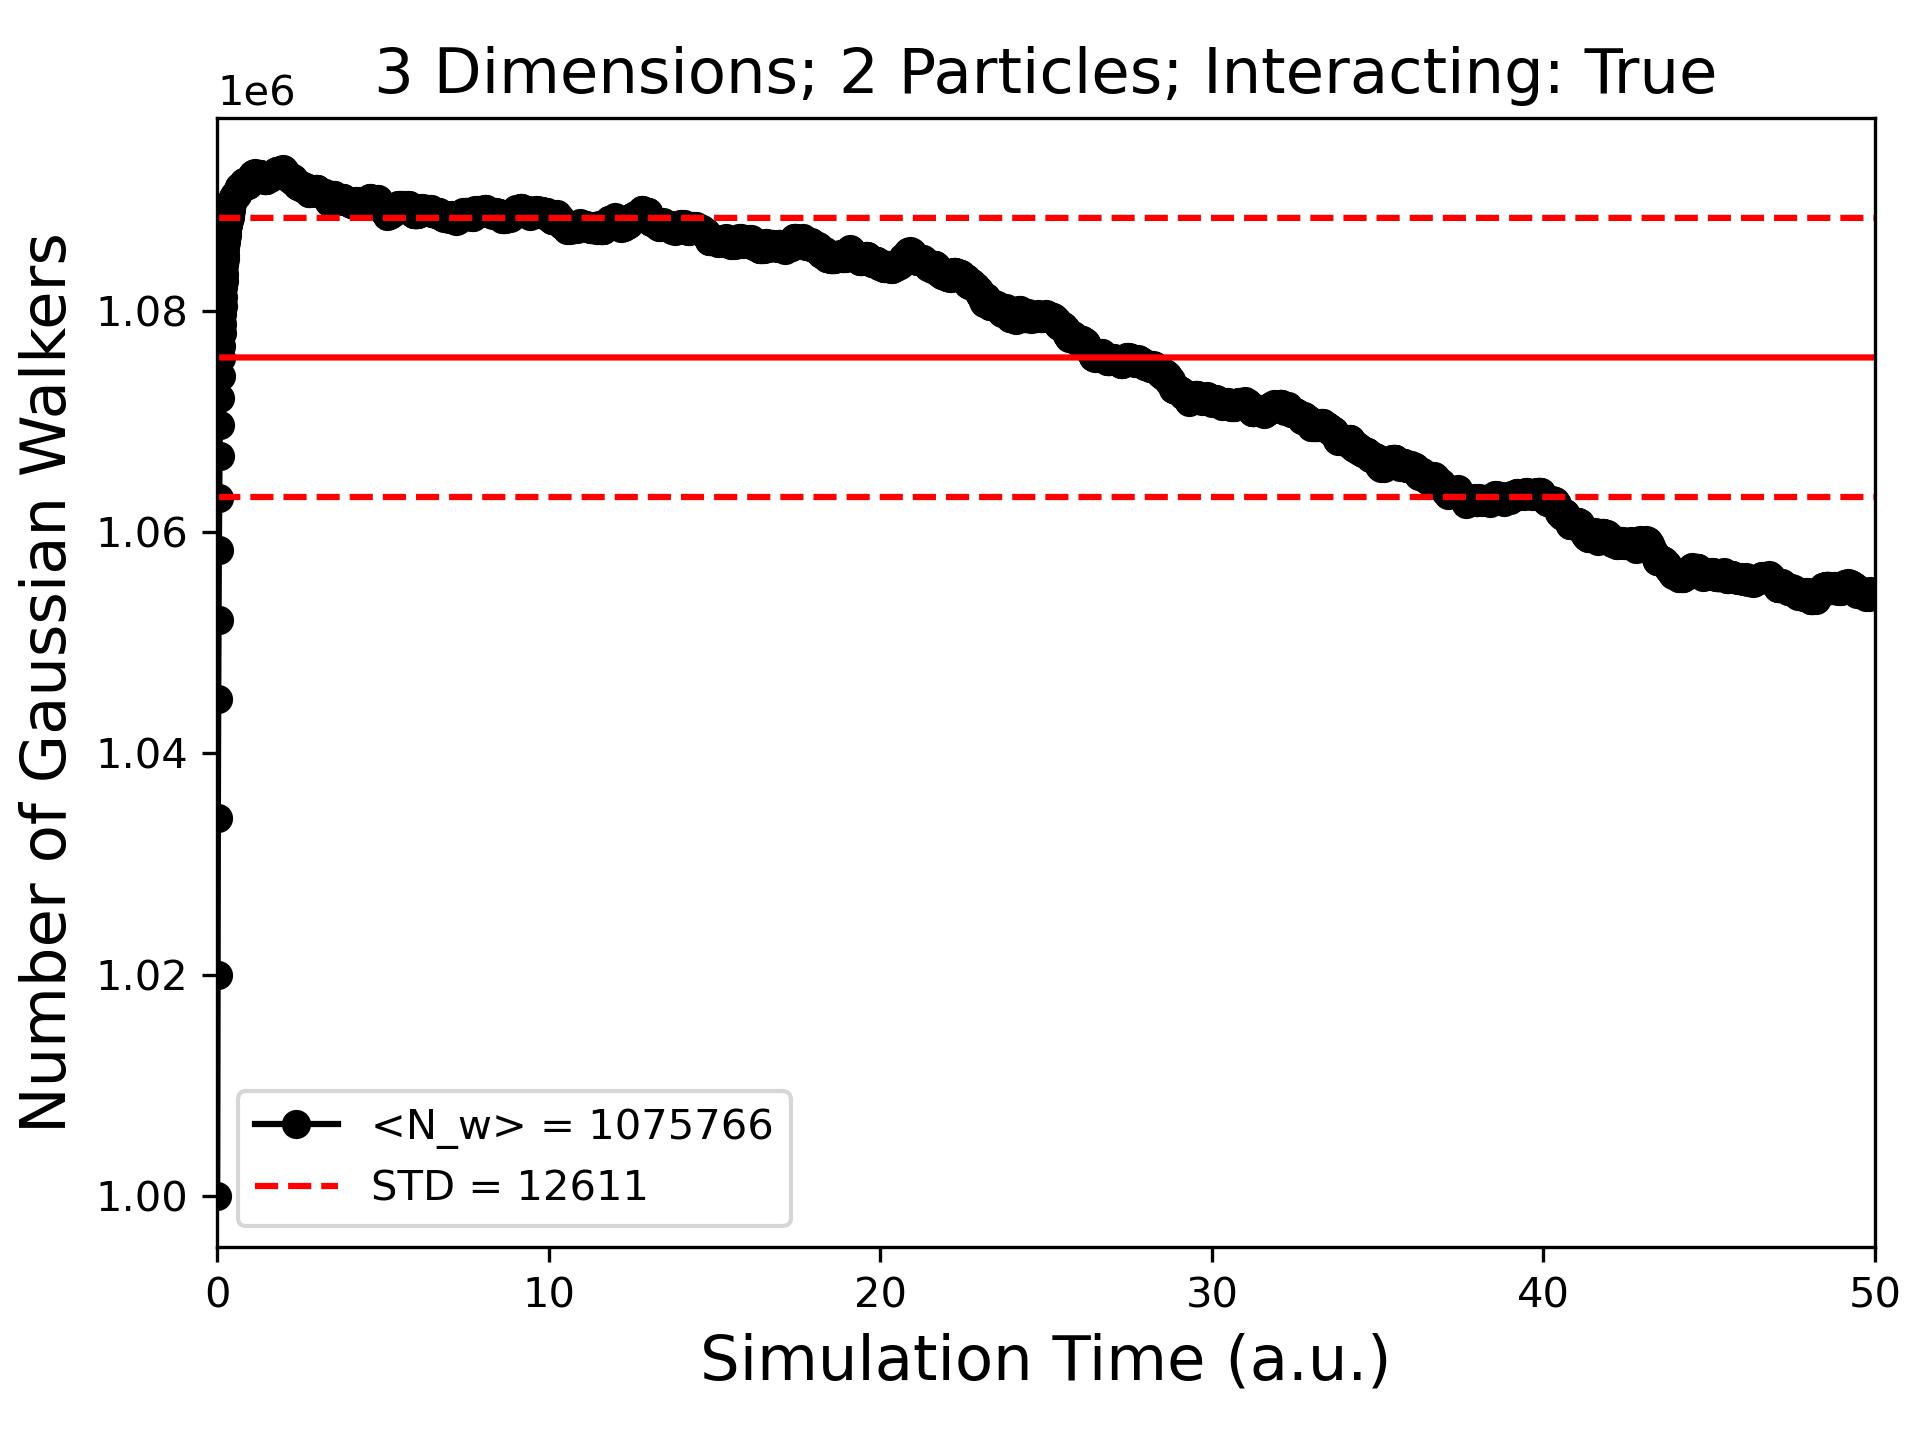 3 Dimensions; 2 Particles; Interacting: True
1e6
Number of Gaussian Walkers
1.08
1.06
1.04
1.02
1.00
<N_w> = 1075766
STD = 12611
0 10 20 30 40 50
Simulation Time (a.u.)